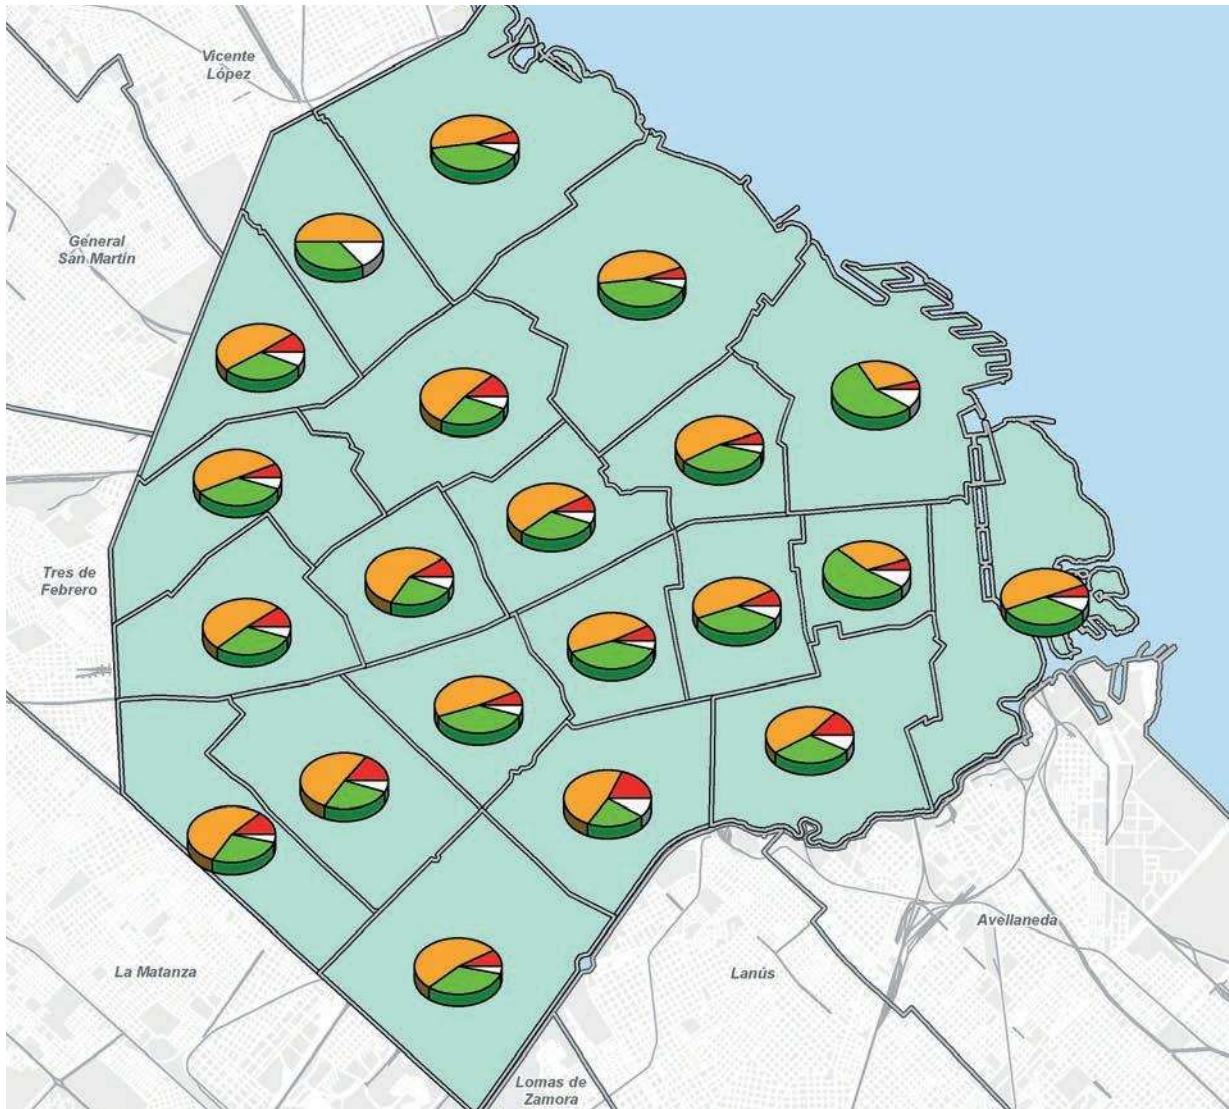 Vicente
López
General
San Martín
Tres de
Febrero
Avellaneda
La Matanza
Lanús
Lomas de
Zamora